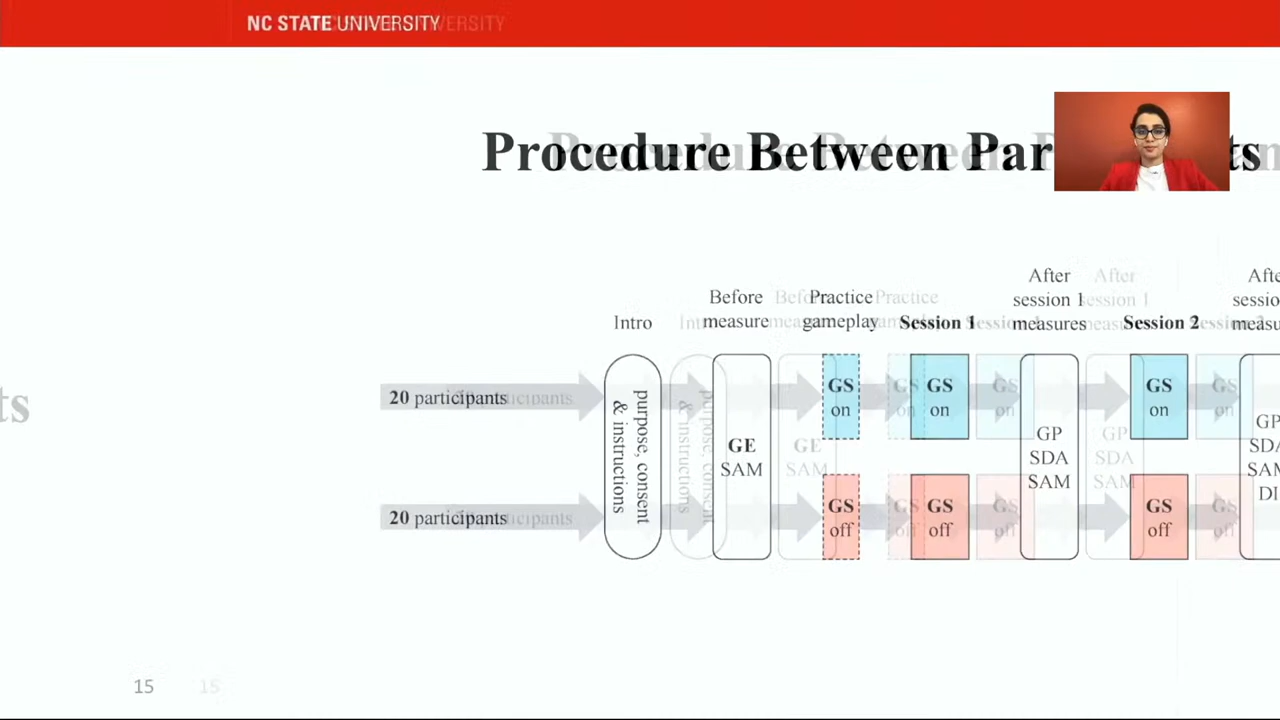 NC STATE UNIVERSITY
Procedure Between Par ts
ts
Intro
Before
measure
Practice
gameplay
Session 1
After
session 1
measures
Session 2
20 participants
purpose, consent
& instructions
GE
SAM
GS
on
GS
on
GP
SDA
SAM
GS
on
20 participants
GS
off
GS
off
GS
off
15